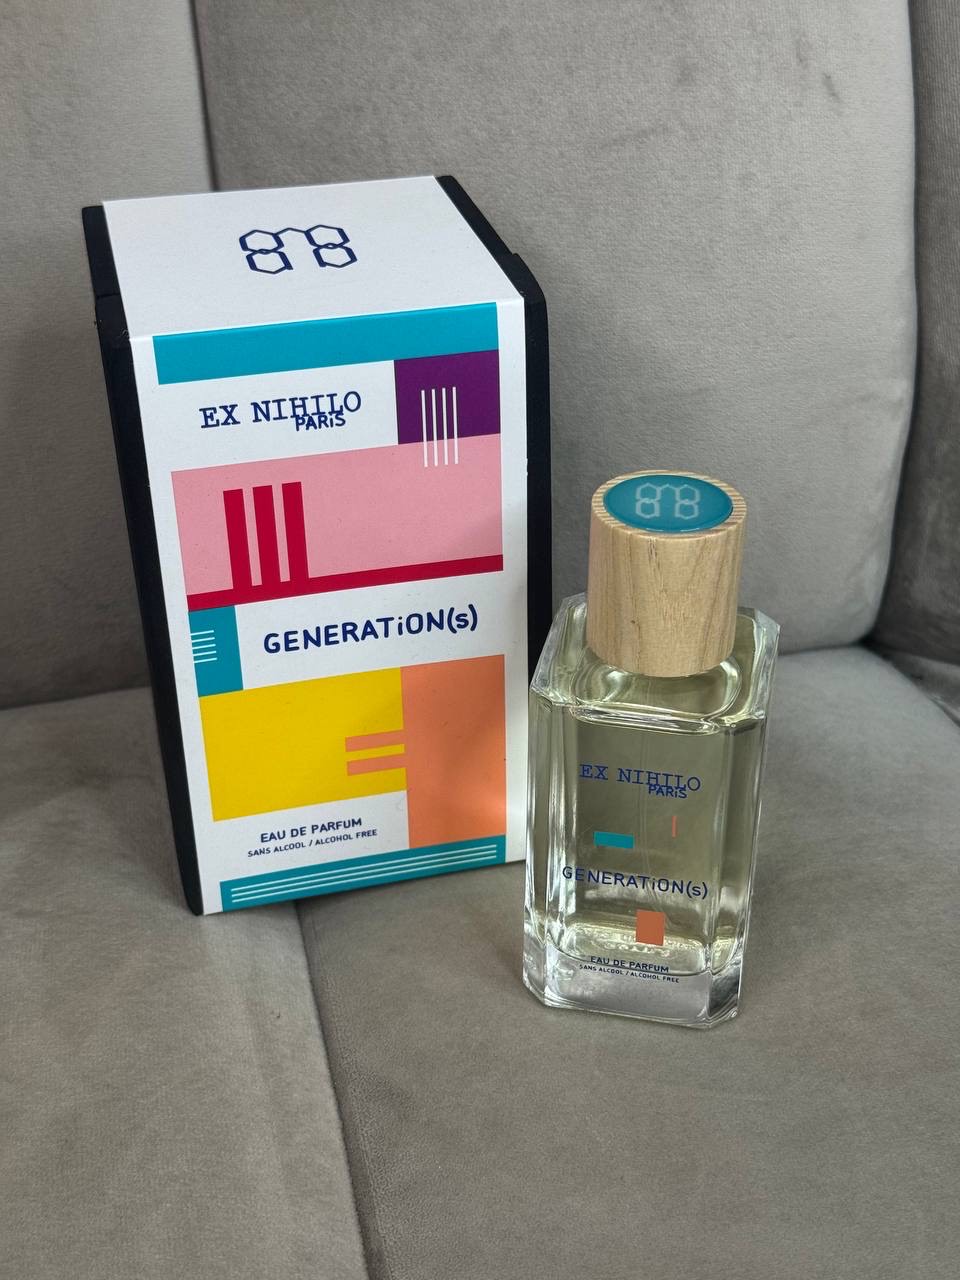 EX NIHILO
PARiS
GENERATiON(s)
EAU DE PARFUM
SANS ALCOOL / ALCOHOL FREE
EX NIHILO
PARiS
GENERATiON(s)
EAU DE PARFUM
SANS ALCOOL / ALCOHOL FREE